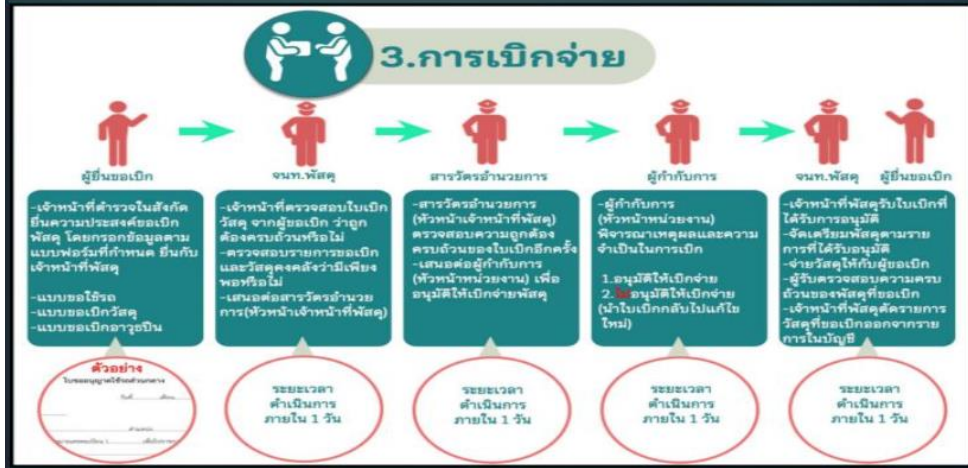 3.การเบิกจ่าย
ผู้ยื่นขอเบิก
-เจ้าหน้าที่ตำรวจในสังกัด
ยื่นความประสงค์ขอเบิก
พัสดุ โดยกรอกข้อมูลตาม
แบบฟอร์มที่กำหนด ยื่นกับ
เจ้าหน้าที่พัสดุ
-แบบขอใช้รถ
-แบบขอเบิกวัสดุ
-แบบขอเบิกอาวุธปืน
ตัวอย่าง
ใบขออนุญาตใช้รถส่วนกลาง
วันที่
เดือน
ตำแหน่ง
จนท.พัสดุ
-เจ้าหน้าที่ตรวจสอบใบเบิก
วัสดุ จากผู้ขอเบิก ว่าถูก
ต้องครบถ้วนหรือไม่
-ตรวจสอบรายการขอเบิก
และวัสดุคงคลังว่ามีเพียง
พอหรือไม่
-เสนอต่อสารวัตรอำนวย
การ(หัวหน้าเจ้าหน้าที่พัสดุ)
ระยะเวลา
ดำเนินการ
ภายใน 1 วัน
สารวัตรอำนวยการ
-สารวัตรอำนวยการ
(หัวหน้าเจ้าหน้าที่พัสดุ)
ตรวจสอบความถูกต้อง
ครบถ้วนของใบเบิกอีกครั้ง
-เสนอต่อผู้กำกับการ
(หัวหน้าหน่วยงาน) เพื่อ
อนุมัติให้เบิกจ่ายพัสดุ
ระยะเวลา
ดำเนินการ
ภายใน 1 วัน
ผู้กำกับการ
-ผู้กำกับการ
(หัวหน้าหน่วยงาน)
พิจารณาเหตุผลและความ
จำเป็นในการเบิก
1.อนุมัติให้เบิกจ่าย
2.ไม่อนุมัติให้เบิกจ่าย
(นำใบเบิกกลับไปแก้ไข
ใหม่)
ระยะเวลา
ดำเนินการ
ภายใน 1 วัน
จนท.พัสดุ ผู้ยื่นขอเบิก
-เจ้าหน้าที่พัสดุรับใบเบิกที่
ได้รับการอนุมัติ
-จัดเตรียมพัสดุตามราย
การที่ได้รับอนุมัติ
-จ่ายวัสดุให้กับผู้ขอเบิก
-ผู้รับตรวจสอบความครบ
ถ้วนของพัสดุที่ขอเบิก
-เจ้าหน้าที่พัสดุตัดรายการ
วัสดุที่ขอเบิกออกจากราย
การในบัญชี
ระยะเวลา
ดำเนินการ
ภายใน 1 วัน